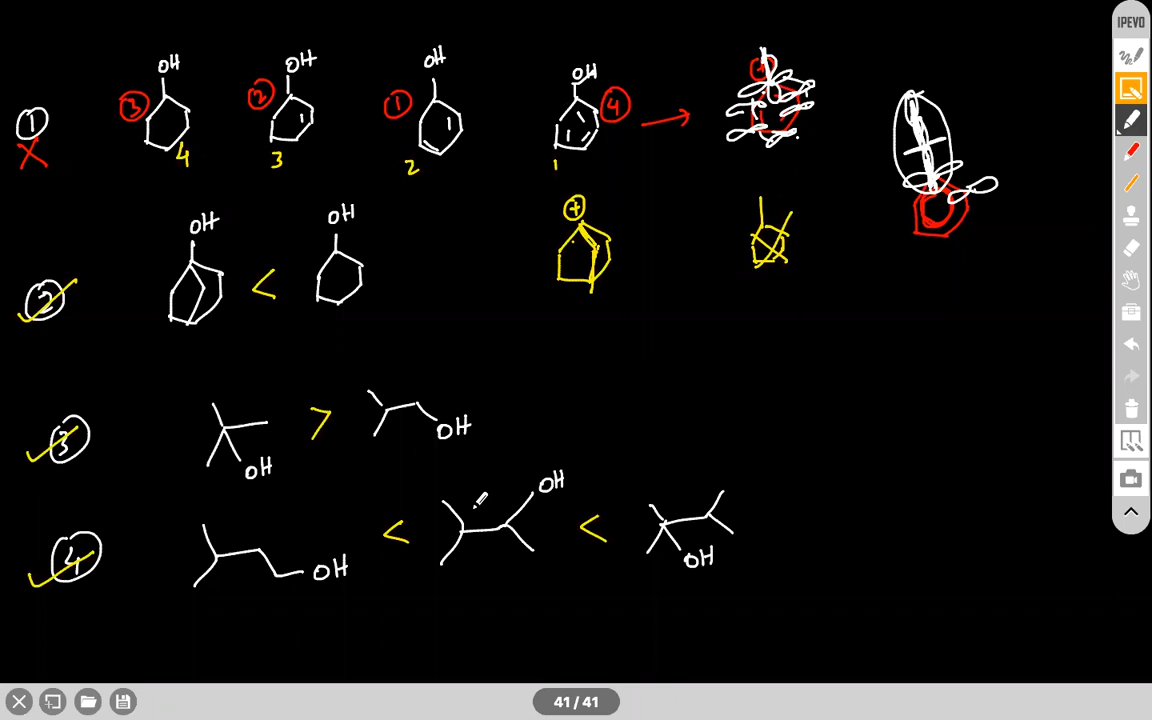 IPEVO
OH OH OH OH
① ③ ② ① ④ → +
X 4 3 2 1
OH OH +
② < 
③ > OH
OH
OH
④ < <
OH OH
41 / 41